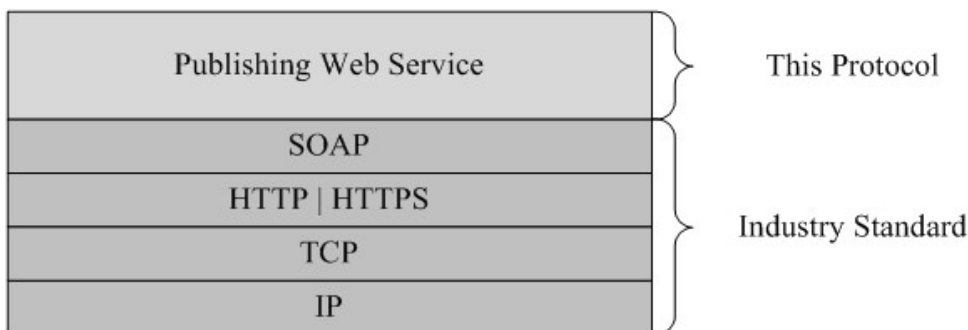 Publishing Web Service
This Protocol
SOAP
HTTP | HTTPS
TCP
IP
Industry Standard